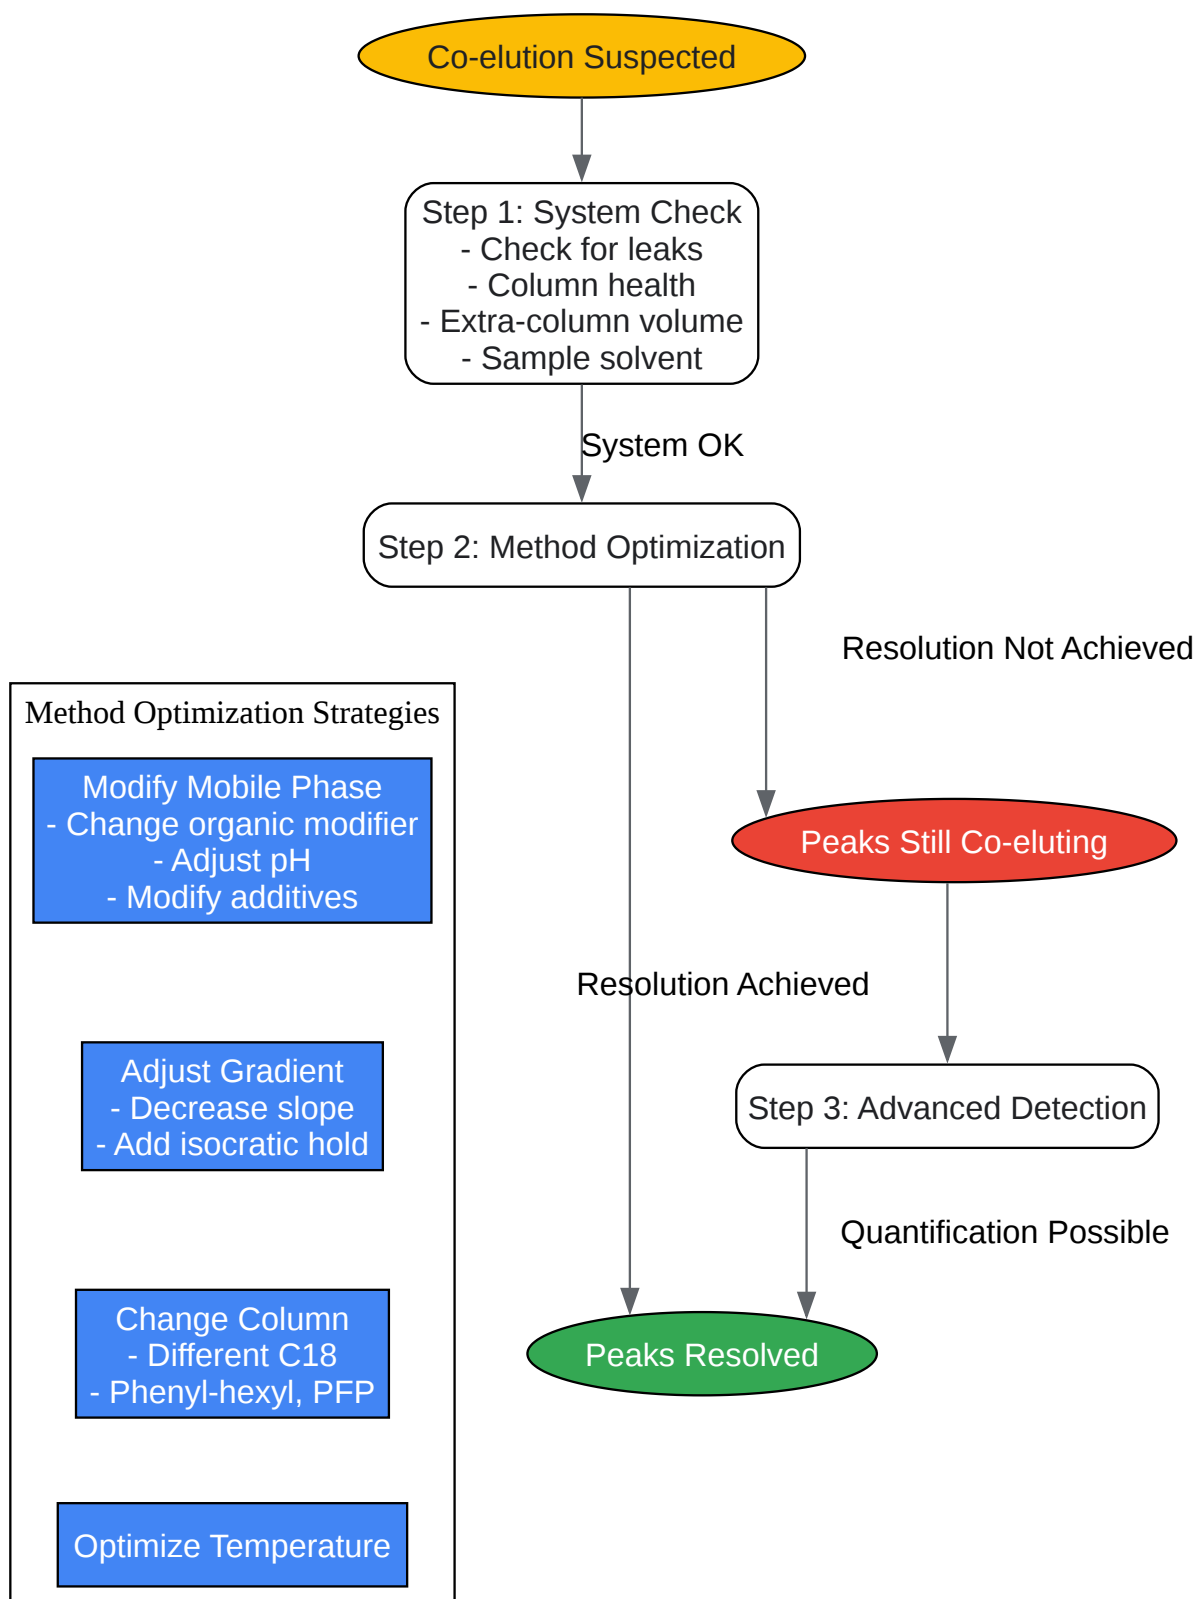 Co-elution Suspected
Step 1: System Check
- Check for leaks
- Column health
- Extra-column volume
- Sample solvent
System OK
Step 2: Method Optimization
Resolution Not Achieved
Method Optimization Strategies
Modify Mobile Phase
- Change organic modifier
- Adjust pH
- Modify additives
Peaks Still Co-eluting
Resolution Achieved
Adjust Gradient
- Decrease slope
- Add isocratic hold
Step 3: Advanced Detection
Quantification Possible
Change Column
- Different C18
- Phenyl-hexyl, PFP
Peaks Resolved
Optimize Temperature